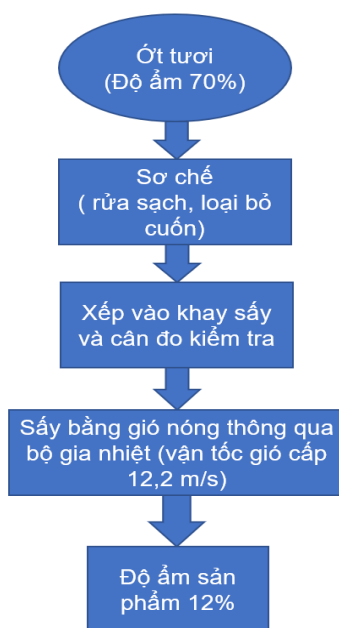 Ớt tươi
(Độ ẩm 70%)
Sơ chế
( rửa sạch, loại bỏ
cuốn)
Xếp vào khay sấy
và cân đo kiểm tra
Sấy bằng gió nóng thông qua
bộ gia nhiệt (vận tốc gió cấp
12,2 m/s)
Độ ẩm sản
phẩm 12%